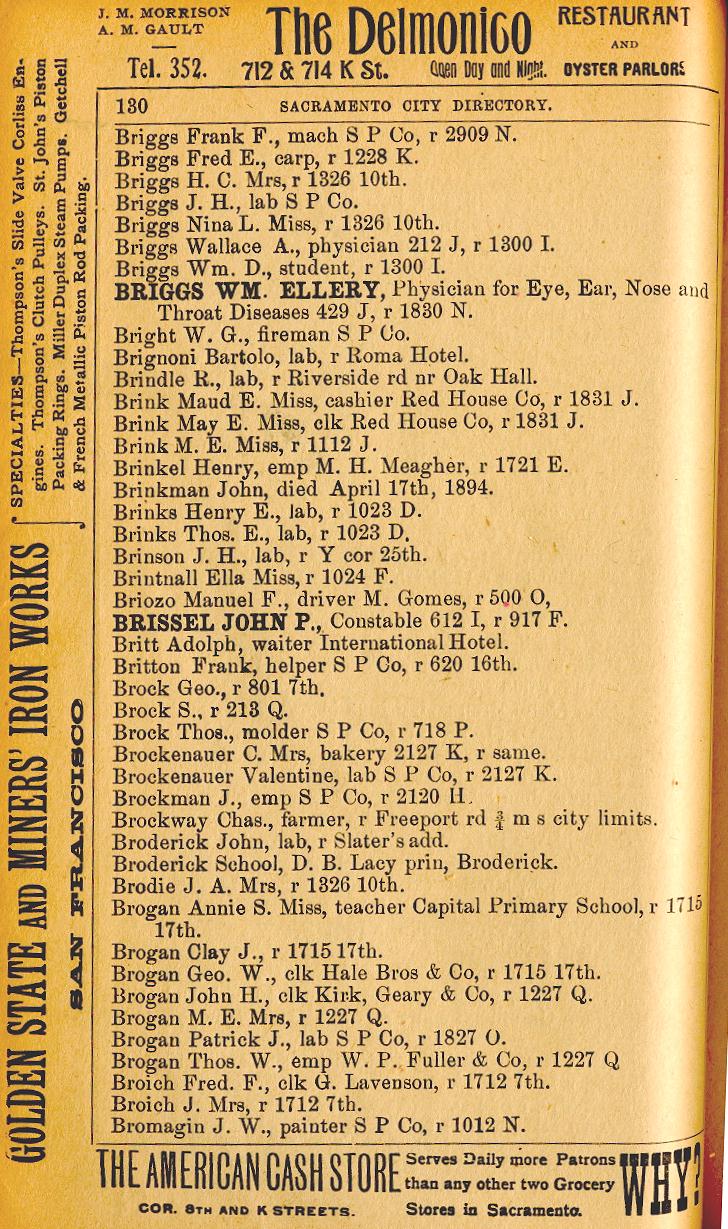 J. M. MORRISON
A. M. GAULT
Tel. 352.
The Delmonico
712 & 714 K St.
Open Day and Night.
RESTAURANT
AND
OYSTER PARLORS
130 SACRAMENTO CITY DIRECTORY.
Briggs Frank F., mach S P Co, r 2909 N.
Briggs Fred E., carp, r 1228 K.
Briggs H. C. Mrs, r 1326 10th.
Briggs J. H., lab S P Co.
Briggs Nina L. Miss, r 1326 10th.
Briggs Wallace A., physician 212 J, r 1300 I.
Briggs Wm. D., student, r 1300 I.
BRIGGS WM. ELLERY, Physician for Eye, Ear, Nose and
Throat Diseases 429 J, r 1830 N.
Bright W. G., fireman S P Co.
Brignoni Bartolo, lab, r Roma Hotel.
Brindle R., lab, r Riverside rd nr Oak Hall.
Brink Maud E. Miss, cashier Red House Co, r 1831 J.
Brink May E. Miss, clk Red House Co, r 1831 J.
Brink M. E. Miss, r 1112 J.
Brinkel Henry, emp M. H. Meagher, r 1721 E.
Brinkman John, died April 17th, 1894.
Brinks Henry E., lab, r 1023 D.
Brinks Thos. E., lab, r 1023 D.
Brinson J. H., lab, r Y cor 25th.
Brintnall Ella Miss, r 1024 F.
Briozo Manuel F., driver M. Gomes, r 500 O,
BRISSEL JOHN P., Constable 612 I, r 917 F.
Britt Adolph, waiter International Hotel.
Britton Frank, helper S P Co, r 620 16th.
Brock Geo., r 801 7th.
Brock S., r 213 Q.
Brock Thos., molder S P Co, r 718 P.
Brockenauer C. Mrs, bakery 2127 K, r same.
Brockenauer Valentine, lab S P Co, r 2127 K.
Brockman J., emp S P Co, r 2120 H.
Brockway Chas., farmer, r Freeport rd ¾ m s city limits.
Broderick John, lab, r Slater's add.
Broderick School, D. B. Lacy prin, Broderick.
Brodie J. A. Mrs, r 1326 10th.
Brogan Annie S. Miss, teacher Capital Primary School, r 1715
17th.
Brogan Clay J., r 1715 17th.
Brogan Geo. W., clk Hale Bros & Co, r 1715 17th.
Brogan John H., clk Kirk, Geary & Co, r 1227 Q.
Brogan M. E. Mrs, r 1227 Q.
Brogan Patrick J., lab S P Co, r 1827 O.
Brogan Thos. W., emp W. P. Fuller & Co, r 1227 Q
Broich Fred. F., clk G. Lavenson, r 1712 7th.
Broich J. Mrs, r 1712 7th.
Bromagin J. W., painter S P Co, r 1012 N.
GOLDEN STATE AND MINERS' IRON WORKS
SAN FRANCISCO
SPECIALTIES—Thompson's Slide Valve Corliss En-
gines. Thompson's Clutch Pulleys. St. John's Piston
Packing Rings. Miller Duplex Steam Pumps. Getchell
& French Metallic Piston Rod Packing.
THE AMERICAN CASH STORE
COR. 8TH AND K STREETS.
Serves Daily more Patrons
than any other two Grocery
Stores in Sacramento.
WHY?